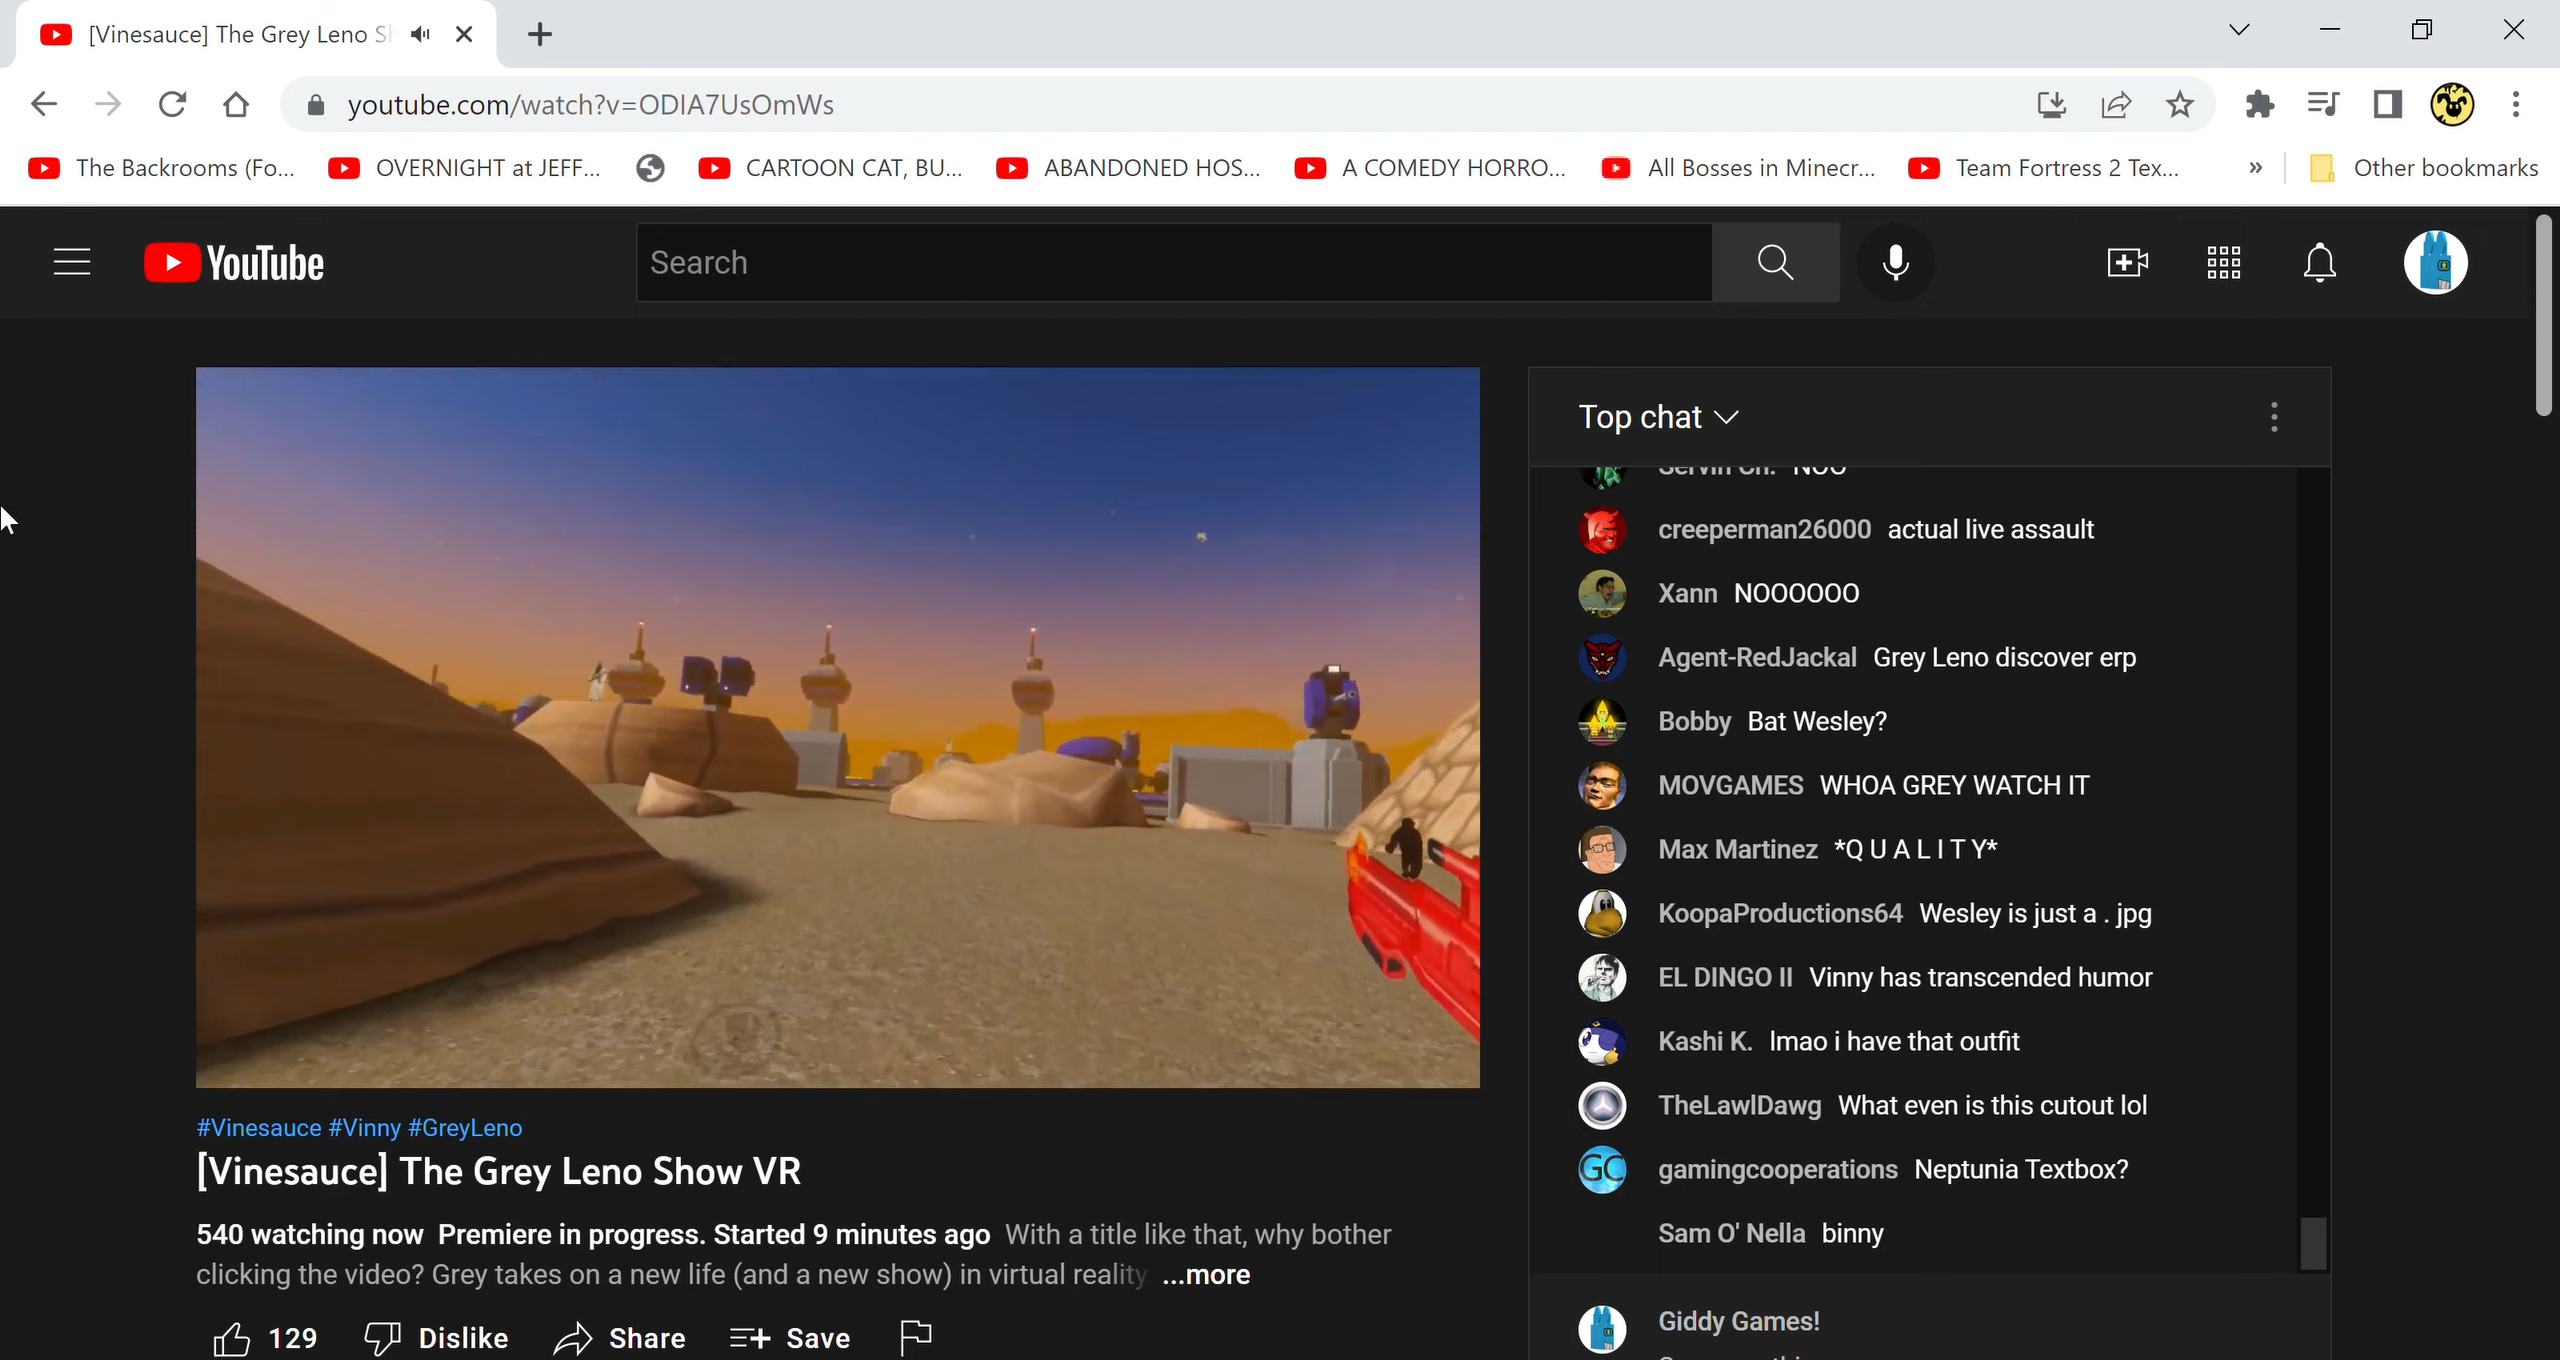 [Vinesauce] The Grey Leno S
youtube.com/watch?v=ODIA7UsOmWs
The Backrooms (Fo... OVERNIGHT at JEFF... CARTOON CAT, BU... ABANDONED HOS... A COMEDY HORRO... All Bosses in Minecr... Team Fortress 2 Tex... » Other bookmarks
YouTube
Search
Top chat
NOO
creeperman26000 actual live assault
Xann NOOOOOO
Agent-RedJackal Grey Leno discover erp
Bobby Bat Wesley?
MOVGAMES WHOA GREY WATCH IT
Max Martinez *Q U A L I T Y*
KoopaProductions64 Wesley is just a . jpg
EL DINGO II Vinny has transcended humor
Kashi K. lmao i have that outfit
TheLawlDawg What even is this cutout lol
GC gamingcooperations Neptunia Textbox?
Sam O' Nella binny
Giddy Games!
#Vinesauce #Vinny #GreyLeno
[Vinesauce] The Grey Leno Show VR
540 watching now Premiere in progress. Started 9 minutes ago With a title like that, why bother
clicking the video? Grey takes on a new life (and a new show) in virtual reality ...more
129 Dislike Share Save